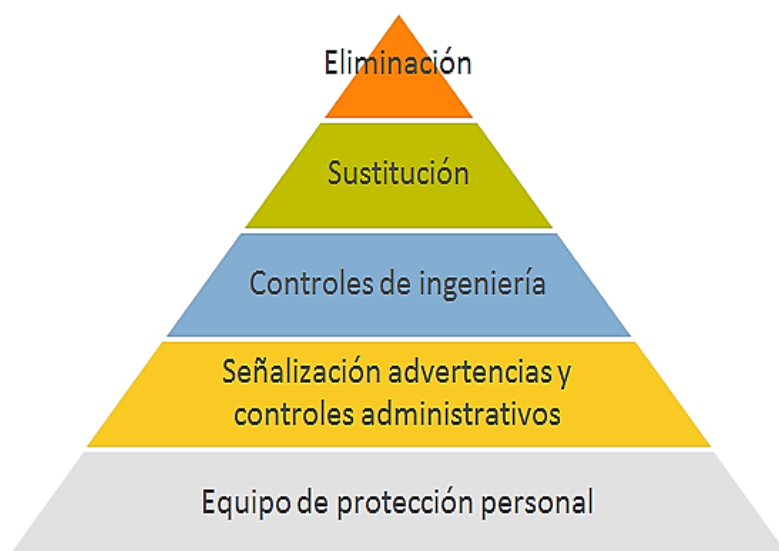 Eliminación
Sustitución
Controles de ingeniería
Señalización advertencias y
controles administrativos
Equipo de protección personal